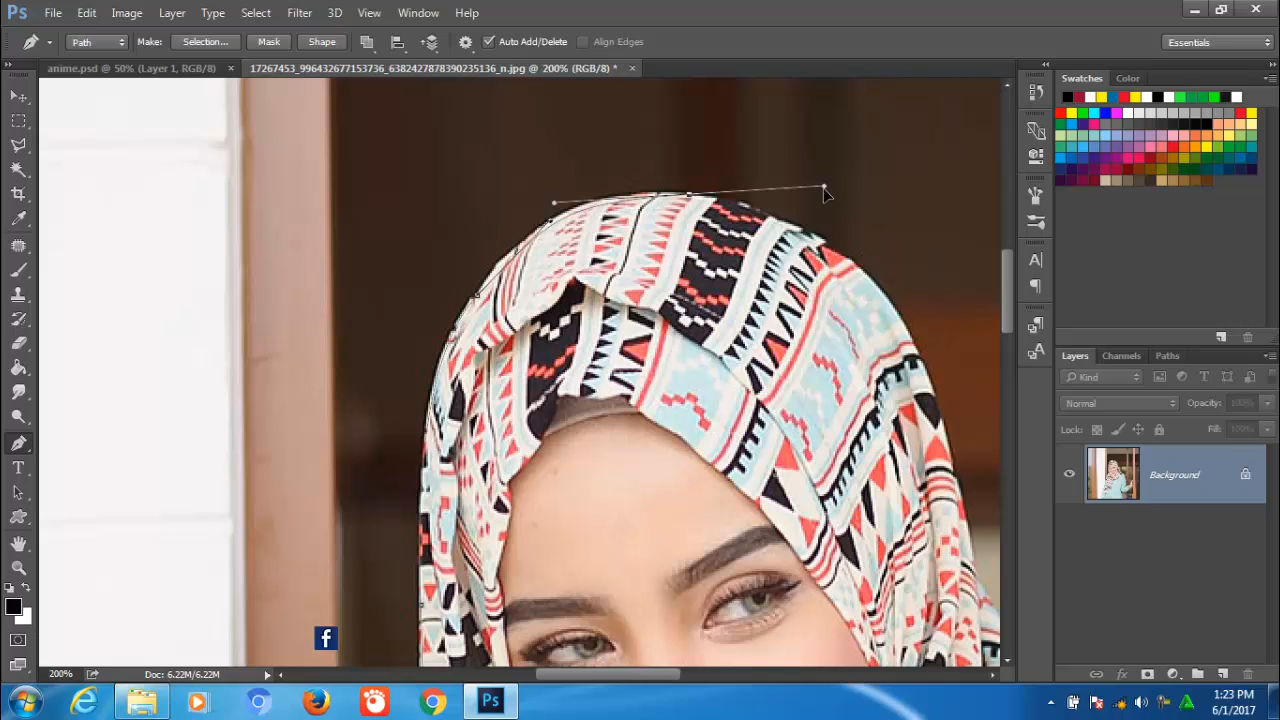 Ps File Edit Image Layer Type Select Filter 3D View Window Help
Path Make: Selection... Mask Shape Auto Add/Delete Align Edges Essentials
anime.psd @ 50% (Layer 1, RGB/8) × 17267453_996432677153736_6382427878390235136_n.jpg @ 200% (RGB/8) * ×
Swatches Color
Layers Channels Paths
Kind
Normal Opacity: 100%
Lock: Fill: 100%
Background
f
200% Doc: 6.22M/6.22M
Ps
1:23 PM
6/1/2017